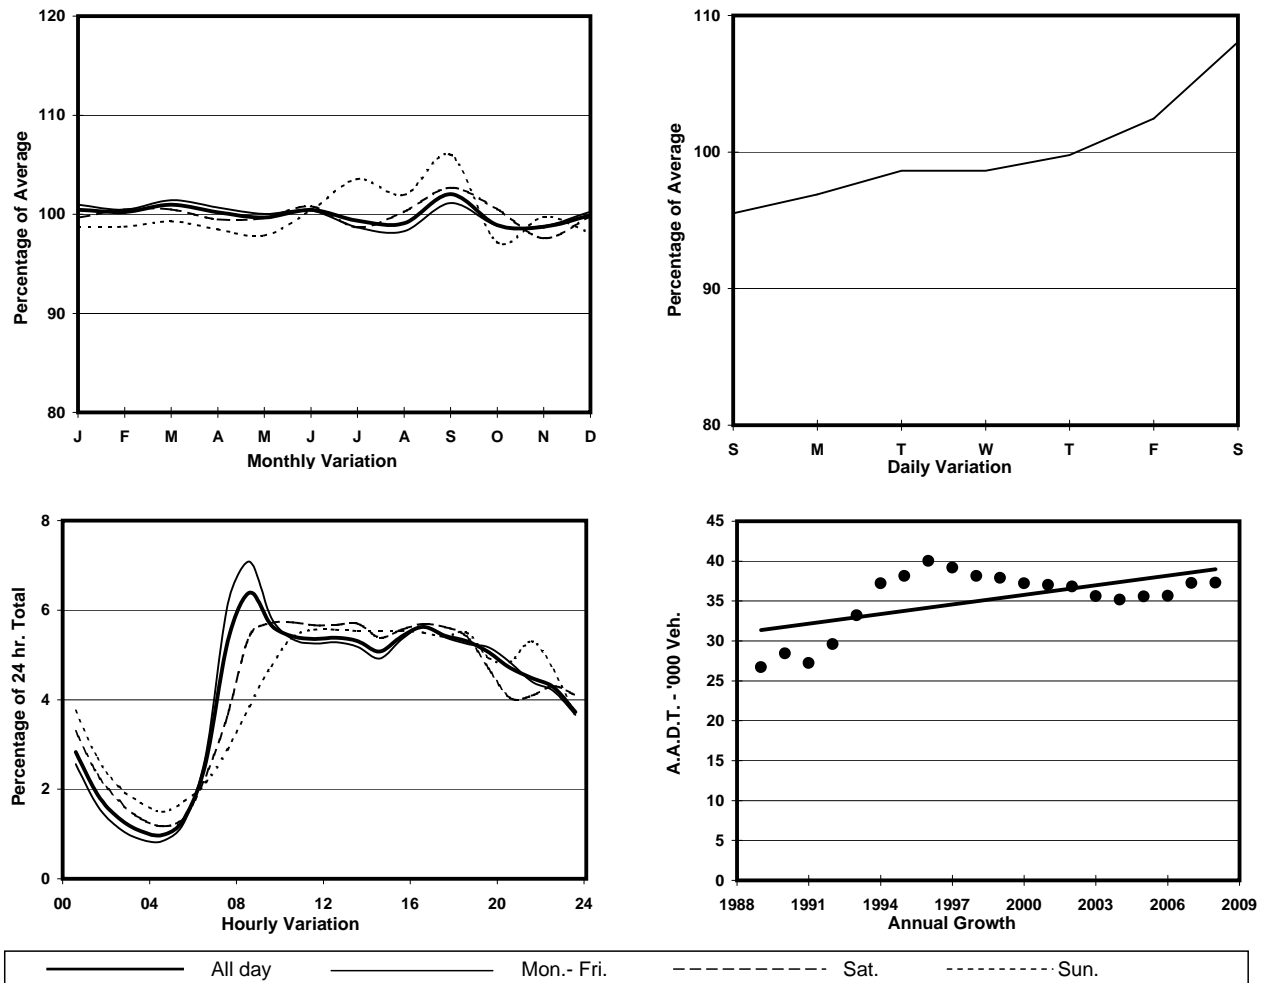 120
110
100
90
80
Percentage of Average
J F M A M J J A S O N D
Monthly Variation
110
100
90
80
Percentage of Average
S M T W T F S
Daily Variation
8
6
4
2
0
Percentage of 24 hr. Total
00 04 08 12 16 20 24
Hourly Variation
45
40
35
30
25
20
15
10
5
0
A.A.D.T. - '000 Veh.
1988 1991 1994 1997 2000 2003 2006 2009
Annual Growth
All day Mon.- Fri. Sat. Sun.